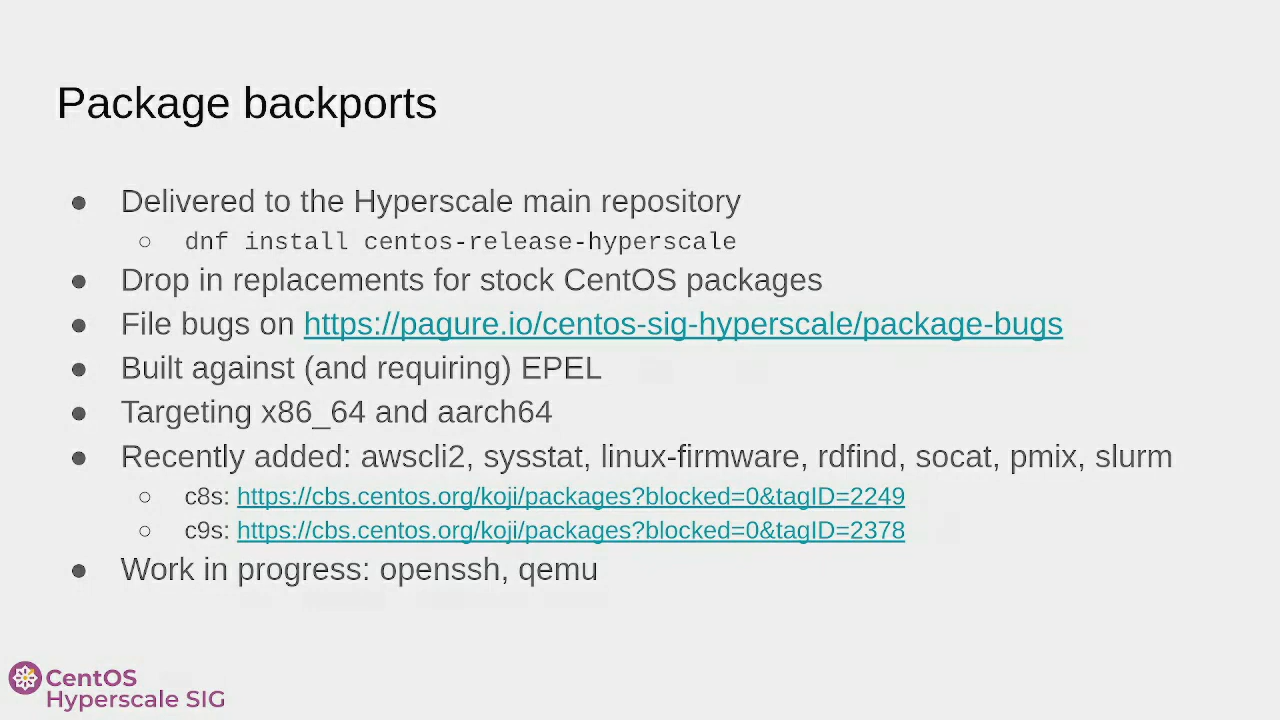 Package backports
● Delivered to the Hyperscale main repository
○ dnf install centos-release-hyperscale
● Drop in replacements for stock CentOS packages
● File bugs on https://pagure.io/centos-sig-hyperscale/package-bugs
● Built against (and requiring) EPEL
● Targeting x86_64 and aarch64
● Recently added: awscli2, sysstat, linux-firmware, rdfind, socat, pmix, slurm
○ c8s: https://cbs.centos.org/koji/packages?blocked=0&tagID=2249
○ c9s: https://cbs.centos.org/koji/packages?blocked=0&tagID=2378
● Work in progress: openssh, qemu
CentOS
Hyperscale SIG